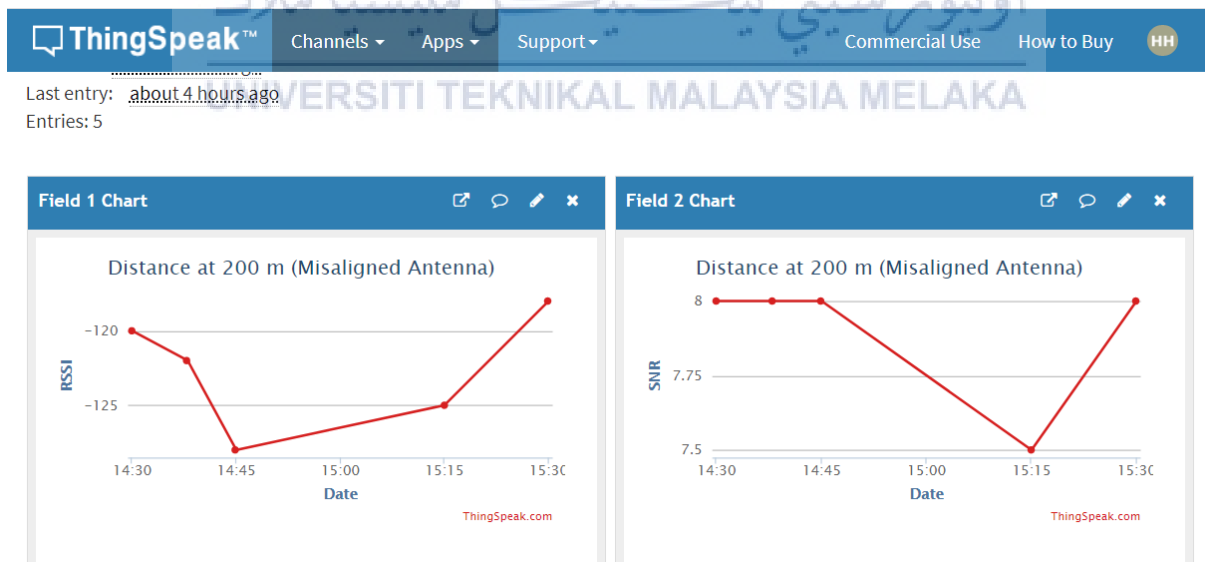 ThingSpeak™ Channels Apps Support Commercial Use How to Buy HH
UNIVERSITI TEKNIKAL MALAYSIA MELAKA
Last entry: about 4 hours ago
Entries: 5
Field 1 Chart
Distance at 200 m (Misaligned Antenna)
RSSI
-120
-125
14:30 14:45 15:00 15:15 15:30
Date
ThingSpeak.com
Field 2 Chart
Distance at 200 m (Misaligned Antenna)
SNR
8
7.75
7.5
14:30 14:45 15:00 15:15 15:30
Date
ThingSpeak.com